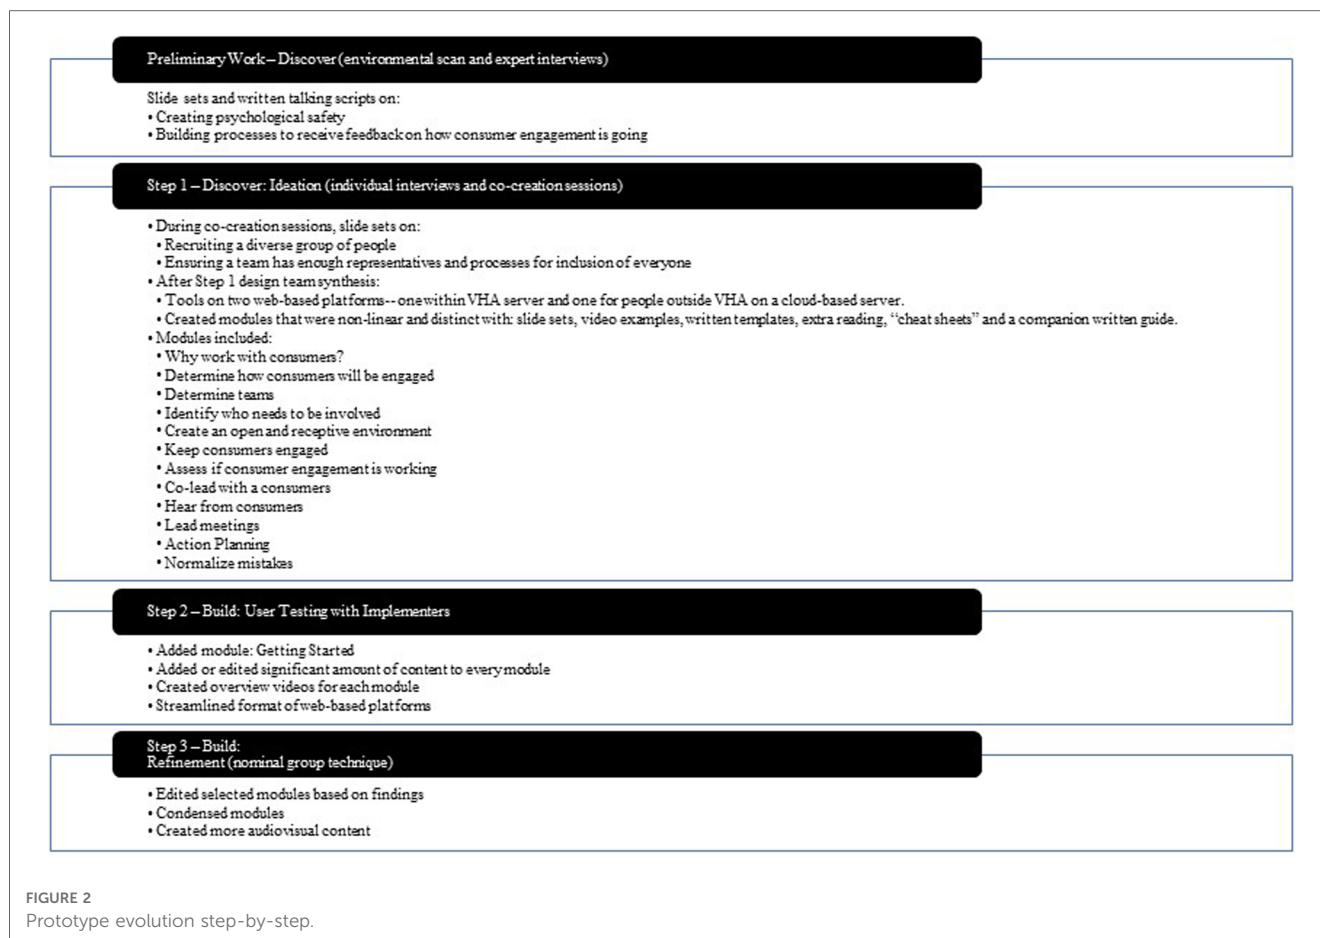 Preliminary Work – Discover (environmental scan and expert interviews)
Slide sets and written talking scripts on:
• Creating psychological safety
• Building processes to receive feedback on how consumer engagement is going
Step 1 – Discover: Ideation (individual interviews and co-creation sessions)
• During co-creation sessions, slide sets on:
• Recruiting a diverse group of people
• Ensuring a team has enough representatives and processes for inclusion of everyone
• After Step 1 design team synthesis:
• Tools on two web-based platforms-- one within VHA server and one for people outside VHA on a cloud-based server.
• Created modules that were non-linear and distinct with: slide sets, video examples, written templates, extra reading, “cheat sheets” and a companion written guide.
• Modules included:
• Why work with consumers?
• Determine how consumers will be engaged
• Determine teams
• Identify who needs to be involved
• Create an open and receptive environment
• Keep consumers engaged
• Assess if consumer engagement is working
• Co-lead with a consumers
• Hear from consumers
• Lead meetings
• Action Planning
• Normalize mistakes
Step 2 – Build: User Testing with Implementers
• Added module: Getting Started
• Added or edited significant amount of content to every module
• Created overview videos for each module
• Streamlined format of web-based platforms
Step 3 – Build:
Refinement (nominal group technique)
• Edited selected modules based on findings
• Condensed modules
• Created more audiovisual content
FIGURE 2
Prototype evolution step-by-step.